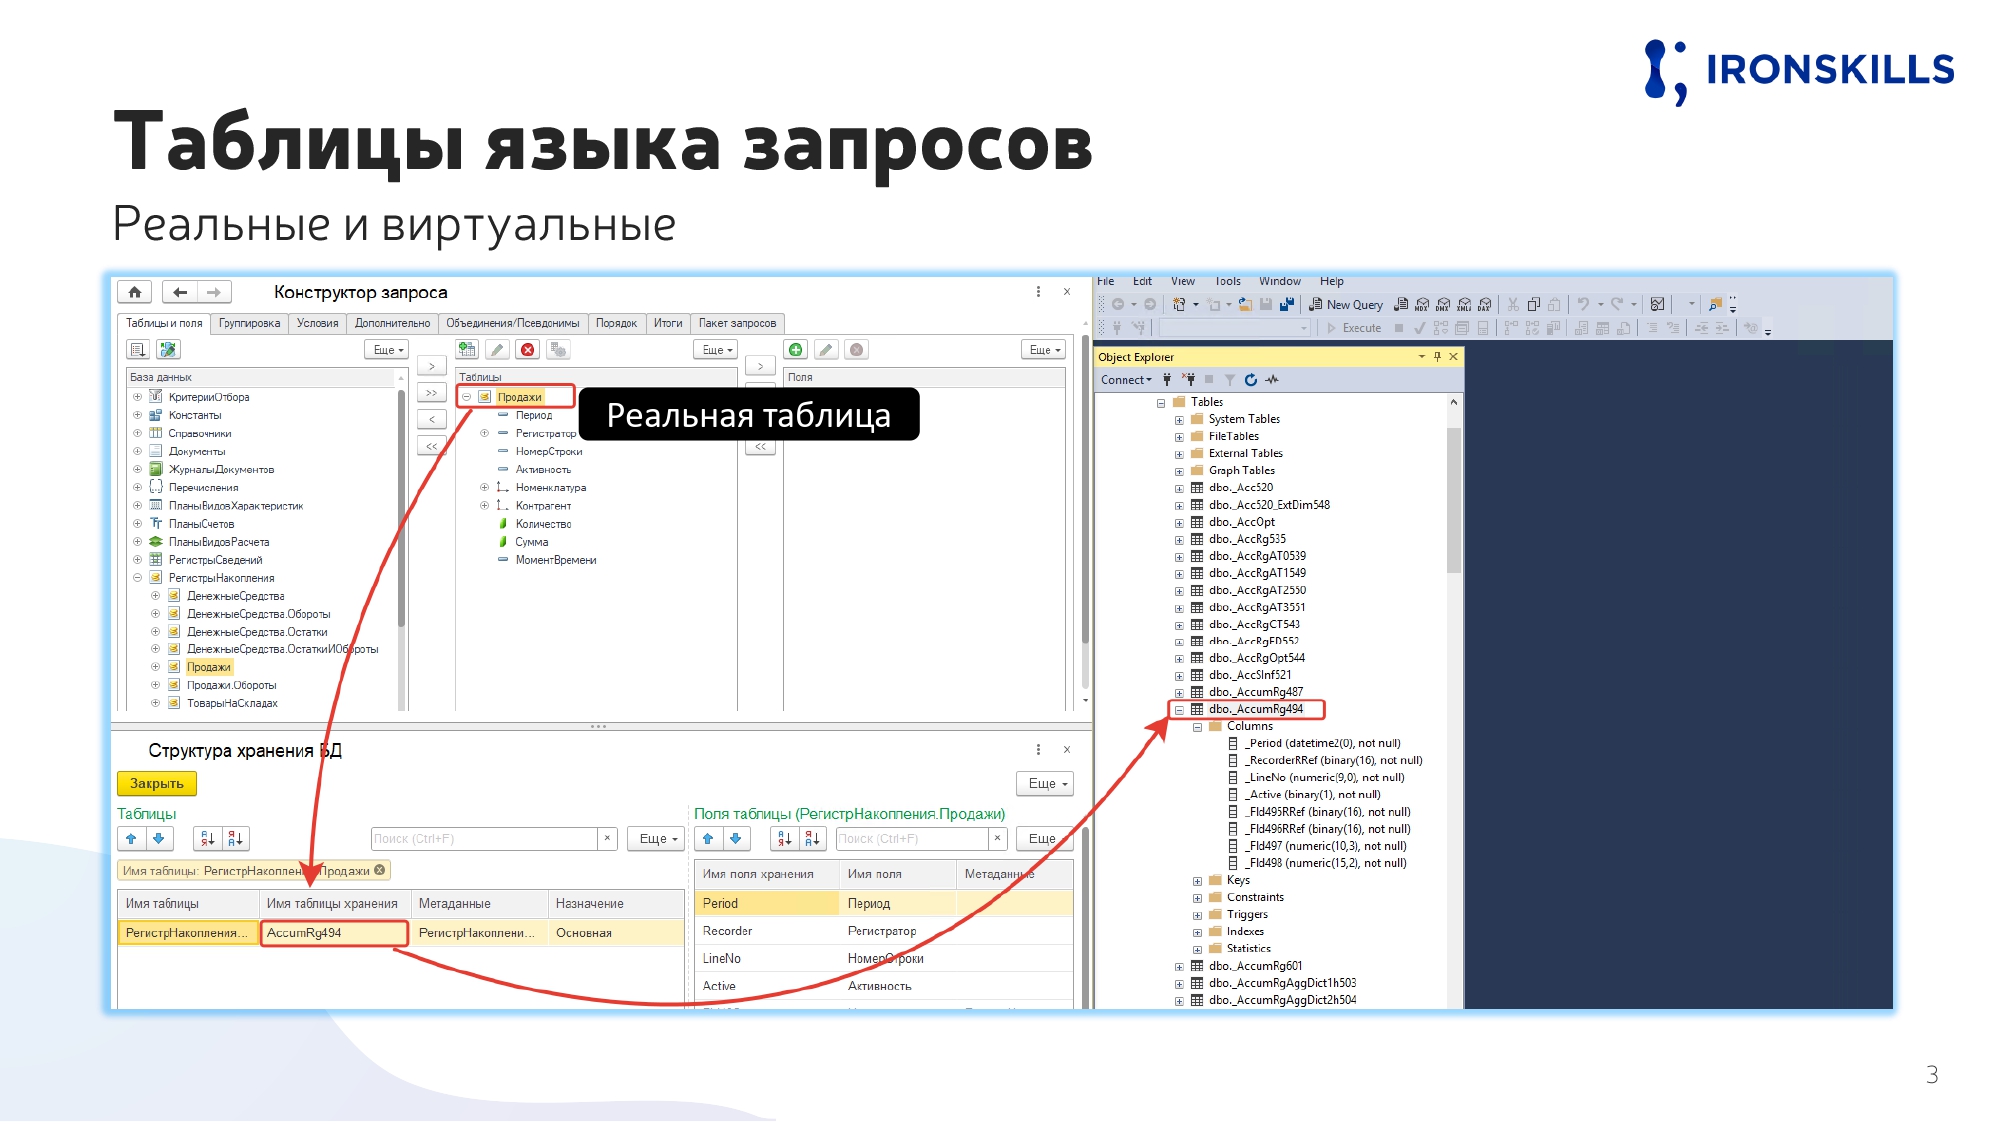 IRONSKILLS
Таблицы языка запросов
Реальные и виртуальные
Конструктор запроса
Таблицы и поля Группировка Условия Дополнительно Объединения/Псевдонимы Порядок Итоги Пакет запросов
Еще Еще Еще
База данных
КритерииОтбора
Константы
Справочники
Документы
ЖурналыДокументов
Перечисления
ПланыВидовХарактеристик
ПланыСчетов
ПланыВидовРасчета
РегистрыСведений
РегистрыНакопления
ДенежныеСредства
ДенежныеСредства.Обороты
ДенежныеСредства.Остатки
ДенежныеСредства.ОстаткиИОбороты
Продажи
Продажи.Обороты
ТоварыНаСкладах
> >> < <<
Таблицы
Продажи
Период
Регистратор
НомерСтроки
Активность
Номенклатура
Контрагент
Количество
Сумма
МоментВремени
Реальная таблица
> <<
Поля
Структура хранения БД
Закрыть Еще
Таблицы
Поиск (Ctrl+F) × Еще
Имя таблицы: РегистрНакопления.Продажи
Имя таблицы Имя таблицы хранения Метаданные Назначение
РегистрНакопления... AccumRg494 РегистрНакоплени... Основная
Поля таблицы (РегистрНакопления.Продажи)
Поиск (Ctrl+F) × Еще
Имя поля хранения Имя поля Метаданные
Period Период
Recorder Регистратор
LineNo НомерСтроки
Active Активность
File Edit View Tools Window Help
New Query
Execute
Object Explorer
Connect
Tables
System Tables
FileTables
External Tables
Graph Tables
dbo._Acc520
dbo._Acc520_ExtDim548
dbo._AccOpt
dbo._AccRg535
dbo._AccRgAT0539
dbo._AccRgAT1549
dbo._AccRgAT2550
dbo._AccRgAT3551
dbo._AccRgCT543
dbo._AccRgED552
dbo._AccRgOpt544
dbo._AccSInf521
dbo._AccumRg487
dbo._AccumRg494
Columns
_Period (datetime2(0), not null)
_RecorderRRef (binary(16), not null)
_LineNo (numeric(9,0), not null)
_Active (binary(1), not null)
_Fld495RRef (binary(16), not null)
_Fld496RRef (binary(16), not null)
_Fld497 (numeric(10,3), not null)
_Fld498 (numeric(15,2), not null)
Keys
Constraints
Triggers
Indexes
Statistics
dbo._AccumRg601
dbo._AccumRgAggDict1h503
dbo._AccumRgAggDict2h504
3